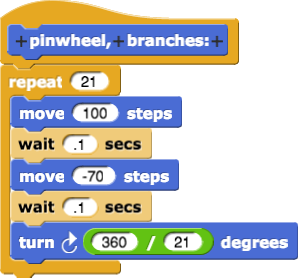 +pinwheel,+branches:+
repeat 21
move 100 steps
wait .1 secs
move -70 steps
wait .1 secs
turn 360 / 21 degrees